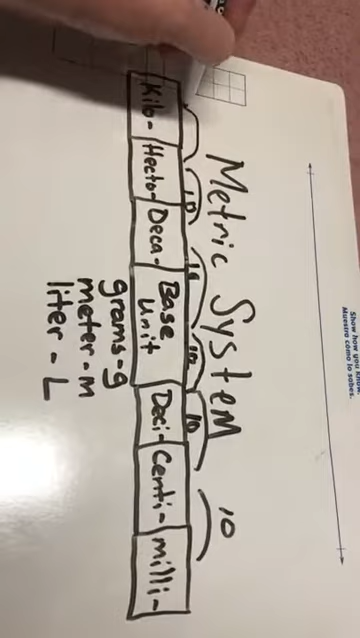 Show how you know.
Muestra cómo lo sabes.
Metric System
10 10 10 10 10
Kilo- Hecto- Deca- Base Unit Deci- Centi- milli-
grams-g
meter-m
liter-L